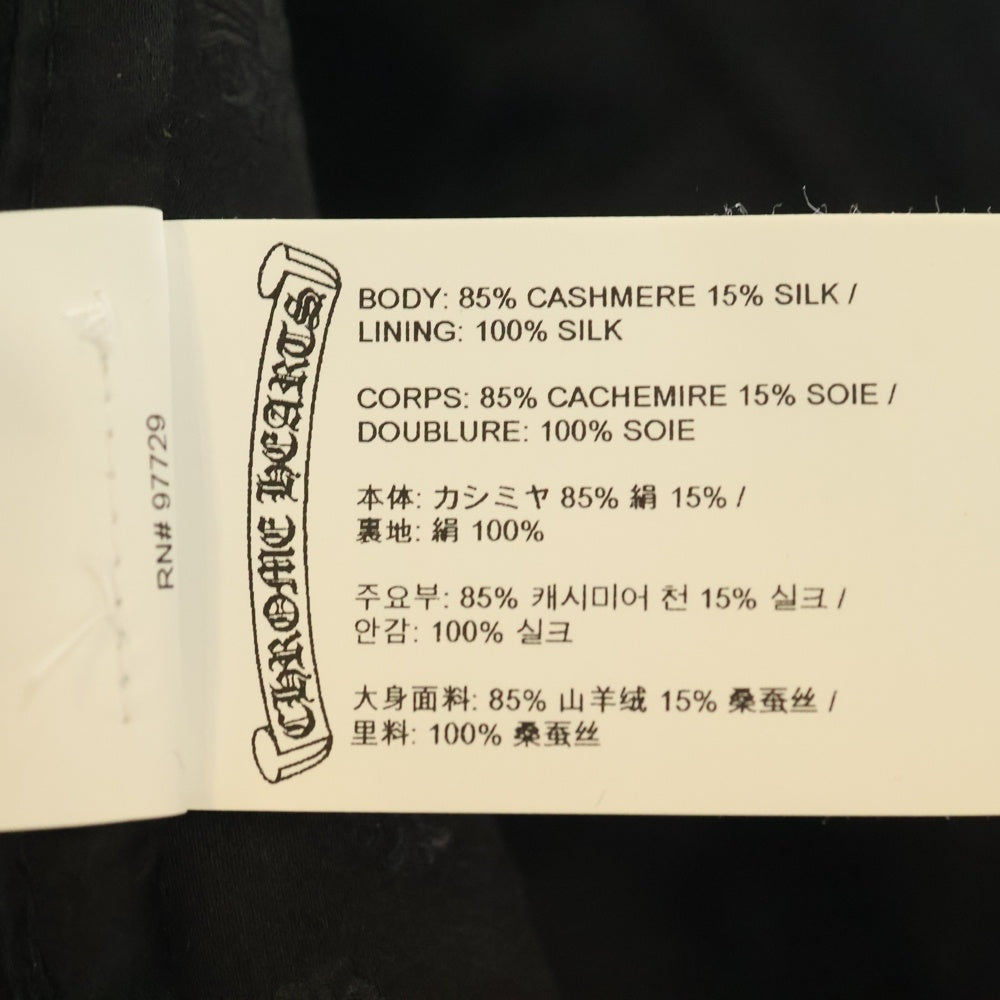 RN# 97729
CHROME HEARTS
BODY: 85% CASHMERE 15% SILK /
LINING: 100% SILK
CORPS: 85% CACHEMIRE 15% SOIE /
DOUBLURE: 100% SOIE
本体: カシミヤ 85% 絹 15% /
裏地: 絹 100%
주요부: 85% 캐시미어 천 15% 실크 /
안감: 100% 실크
大身面料: 85% 山羊绒 15% 桑蚕丝 /
里料: 100% 桑蚕丝